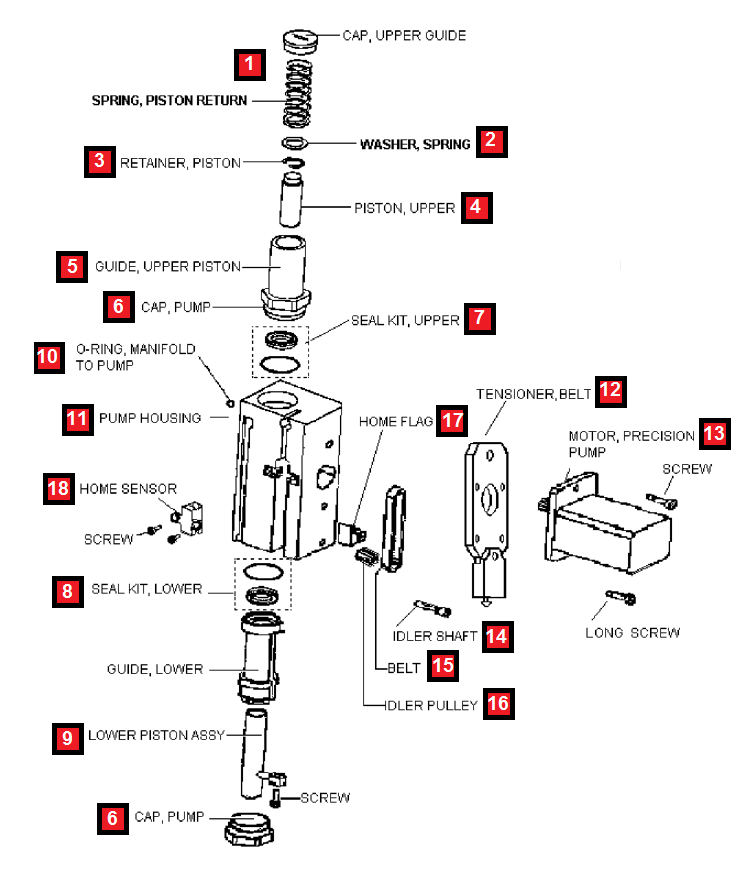 CAP, UPPER GUIDE
1
SPRING, PISTON RETURN
WASHER, SPRING 2
3 RETAINER, PISTON
PISTON, UPPER 4
5 GUIDE, UPPER PISTON
6 CAP, PUMP
SEAL KIT, UPPER 7
10 O-RING, MANIFOLD
TO PUMP
11 PUMP HOUSING
HOME FLAG 17
TENSIONER, BELT 12
MOTOR, PRECISION 13
PUMP
SCREW
18 HOME SENSOR
SCREW
8 SEAL KIT, LOWER
IDLER SHAFT 14
LONG SCREW
GUIDE, LOWER
BELT 15
IDLER PULLEY 16
9 LOWER PISTON ASSY
SCREW
6 CAP, PUMP